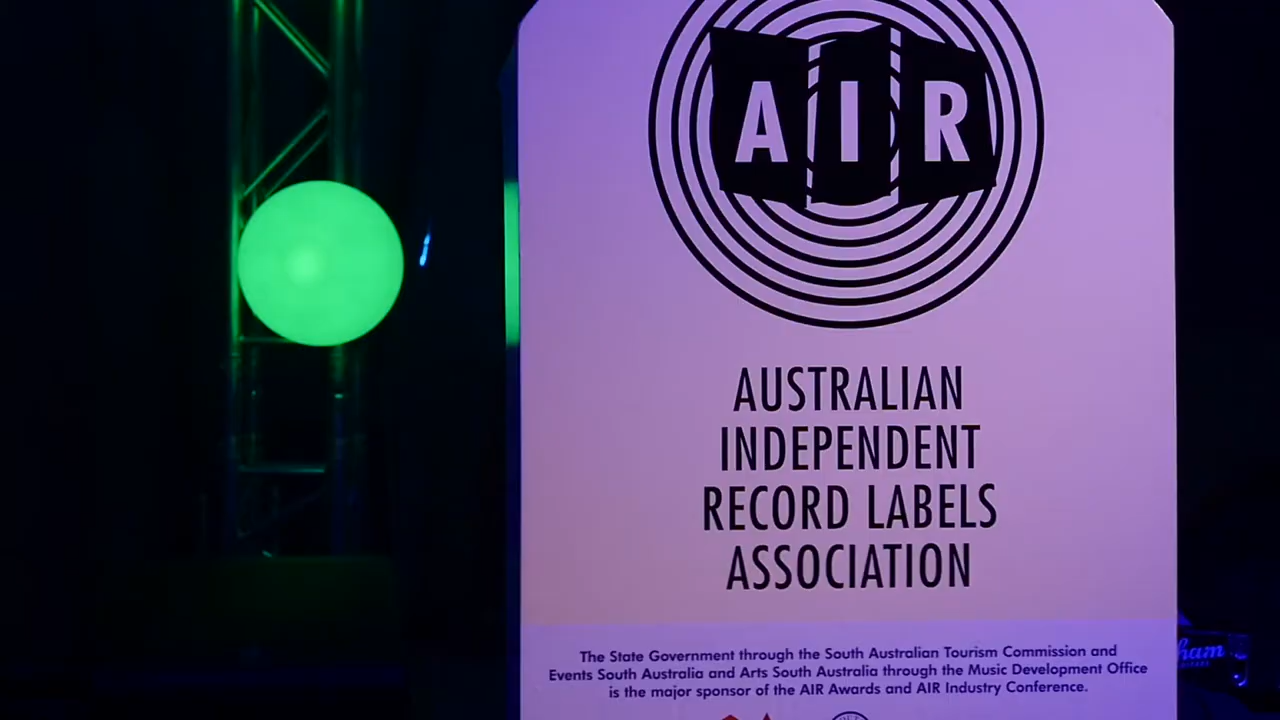 AIR
AUSTRALIAN
INDEPENDENT
RECORD LABELS
ASSOCIATION
The State Government through the South Australian Tourism Commission and
Events South Australia and Arts South Australia through the Music Development Office
is the major sponsor of the AIR Awards and AIR Industry Conference.